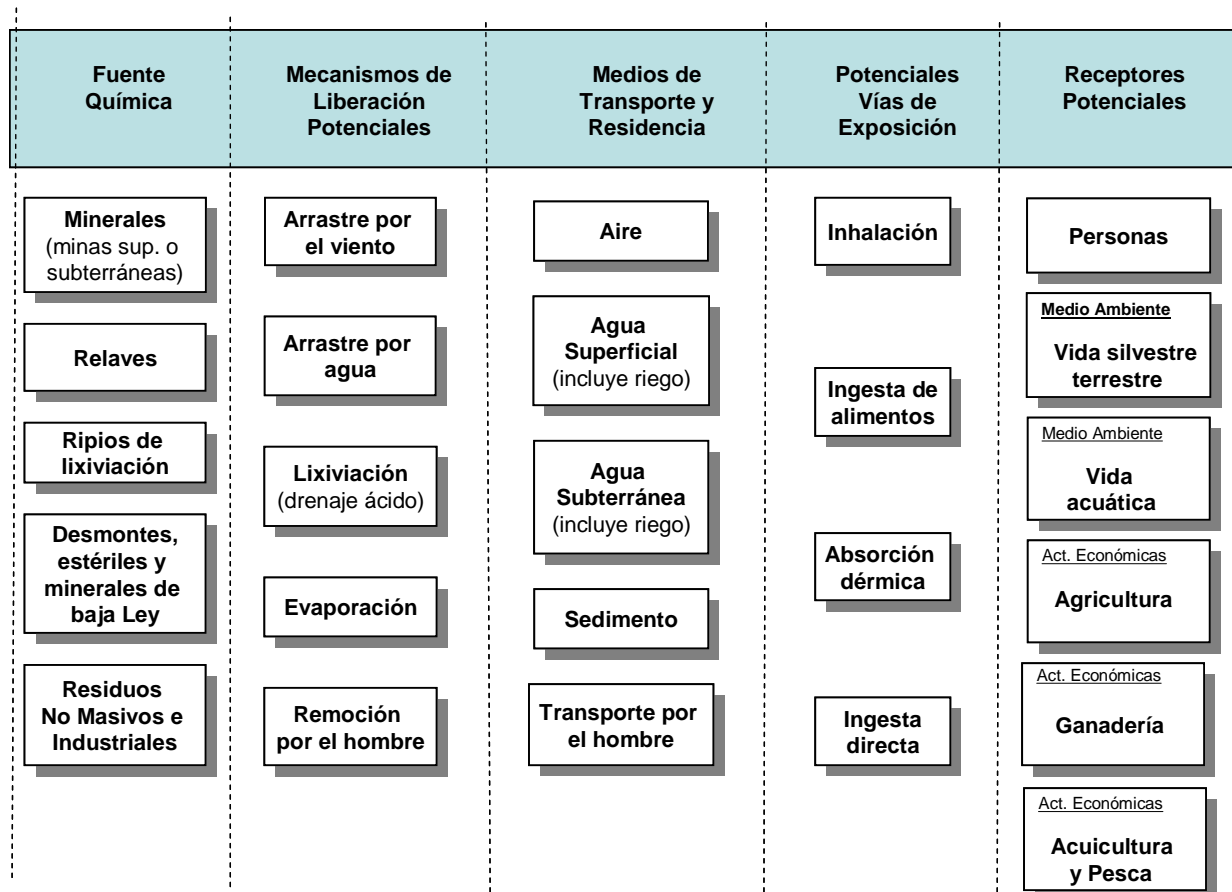 Fuente
Química
Mecanismos de
Liberación
Potenciales
Medios de
Transporte y
Residencia
Potenciales
Vías de
Exposición
Receptores
Potenciales
Minerales
(minas sup. o
subterráneas)
Relaves
Ripios de
lixiviación
Desmontes,
estériles y
minerales de
baja Ley
Residuos
No Masivos e
Industriales
Arrastre por
el viento
Arrastre por
agua
Lixiviación
(drenaje ácido)
Evaporación
Remoción
por el hombre
Aire
Agua
Superficial
(incluye riego)
Agua
Subterránea
(incluye riego)
Sedimento
Transporte por
el hombre
Inhalación
Ingesta de
alimentos
Absorción
dérmica
Ingesta
directa
Personas
Medio Ambiente
Vida silvestre
terrestre
Medio Ambiente
Vida
acuática
Act. Económicas
Agricultura
Act. Económicas
Ganadería
Act. Económicas
Acuicultura
y Pesca